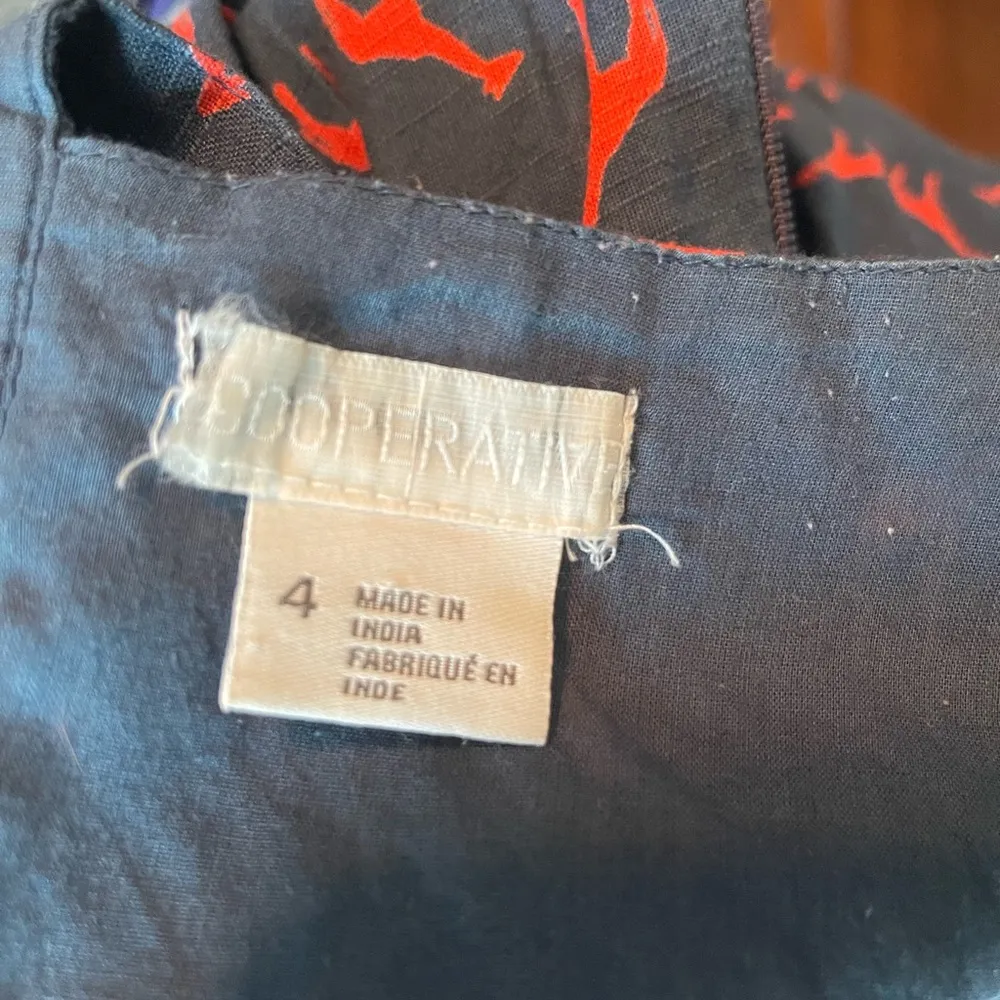 COOPERATIVE
4
MADE IN
INDIA
FABRIQUÉ EN
INDE